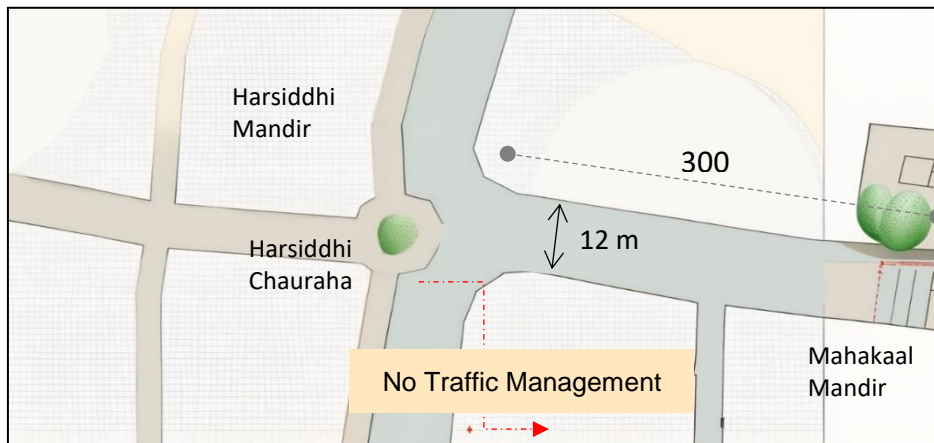 Harsiddhi
Mandir
300
12 m
Harsiddhi
Chauraha
No Traffic Management
Mahakaal
Mandir